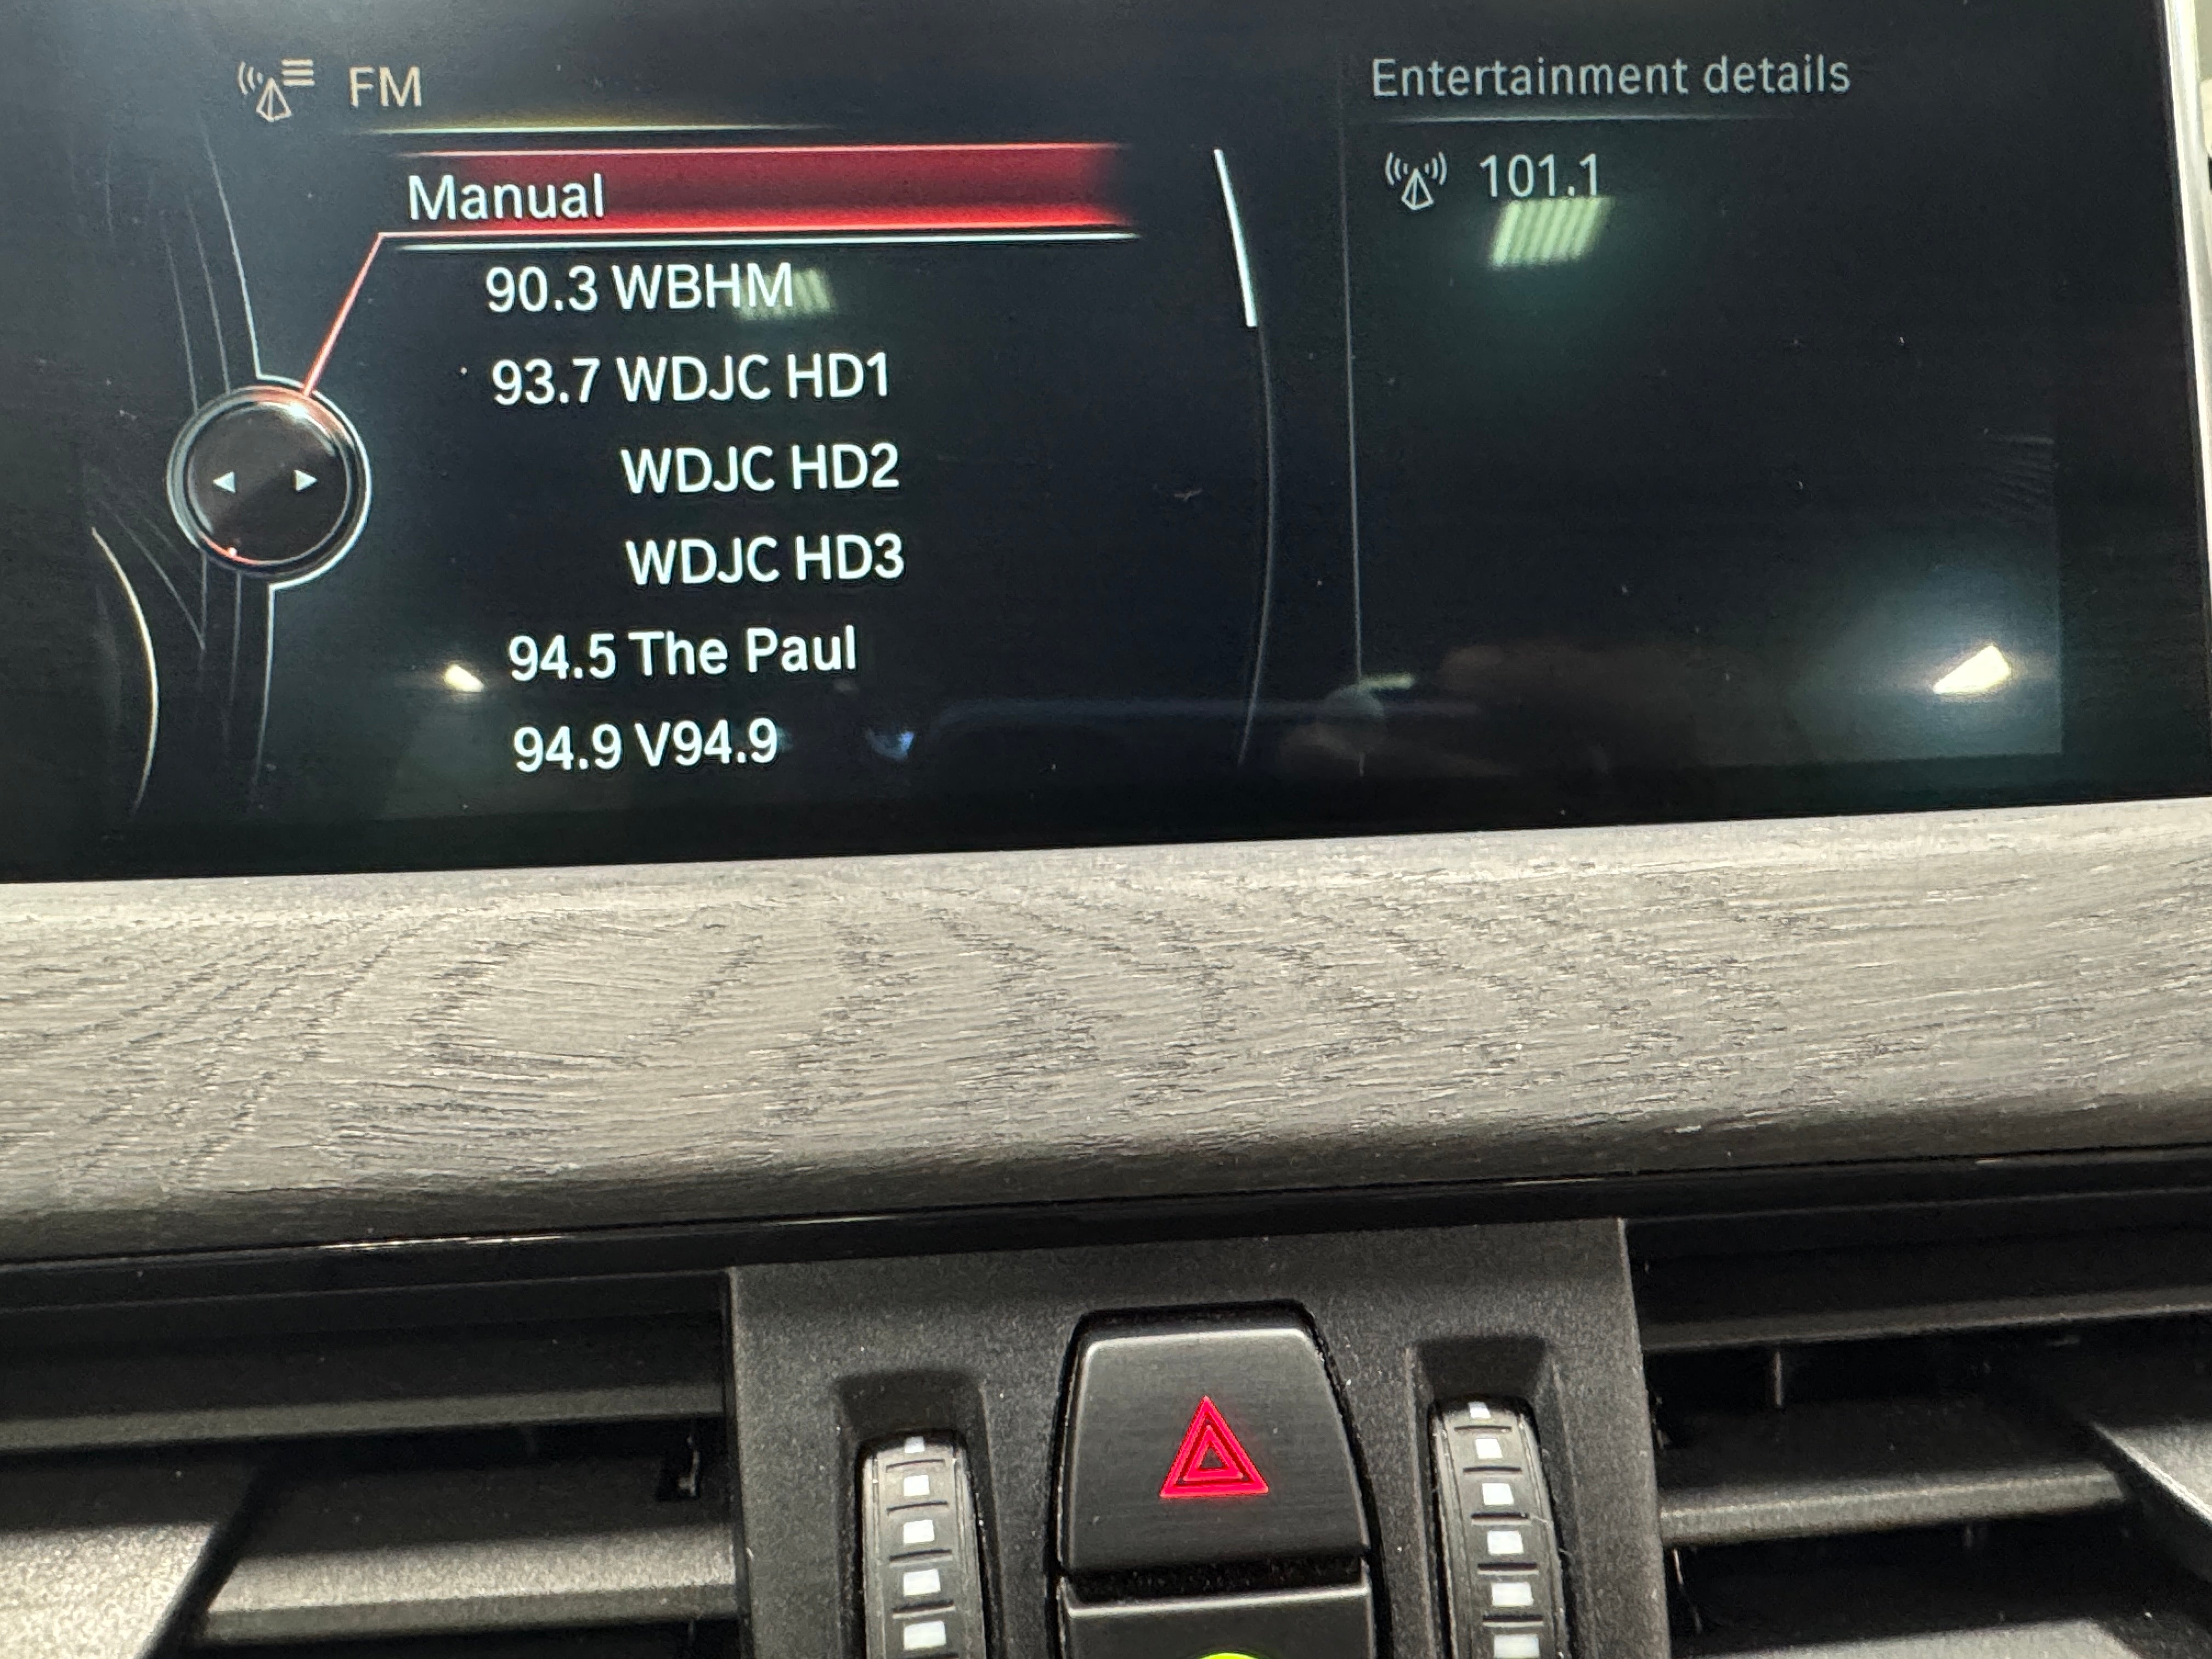 FM
Manual
90.3 WBHM
93.7 WDJC HD1
WDJC HD2
WDJC HD3
94.5 The Paul
94.9 V94.9
Entertainment details
101.1